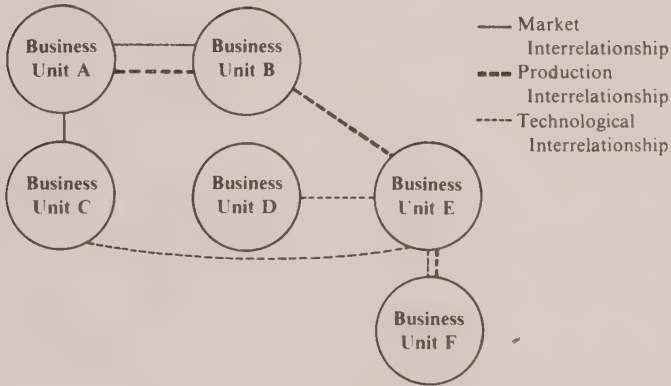 Business
Unit A
Business
Unit B
Market
Interrelationship
Production
Interrelationship
Technological
Interrelationship
Business
Unit C
Business
Unit D
Business
Unit E
Business
Unit F